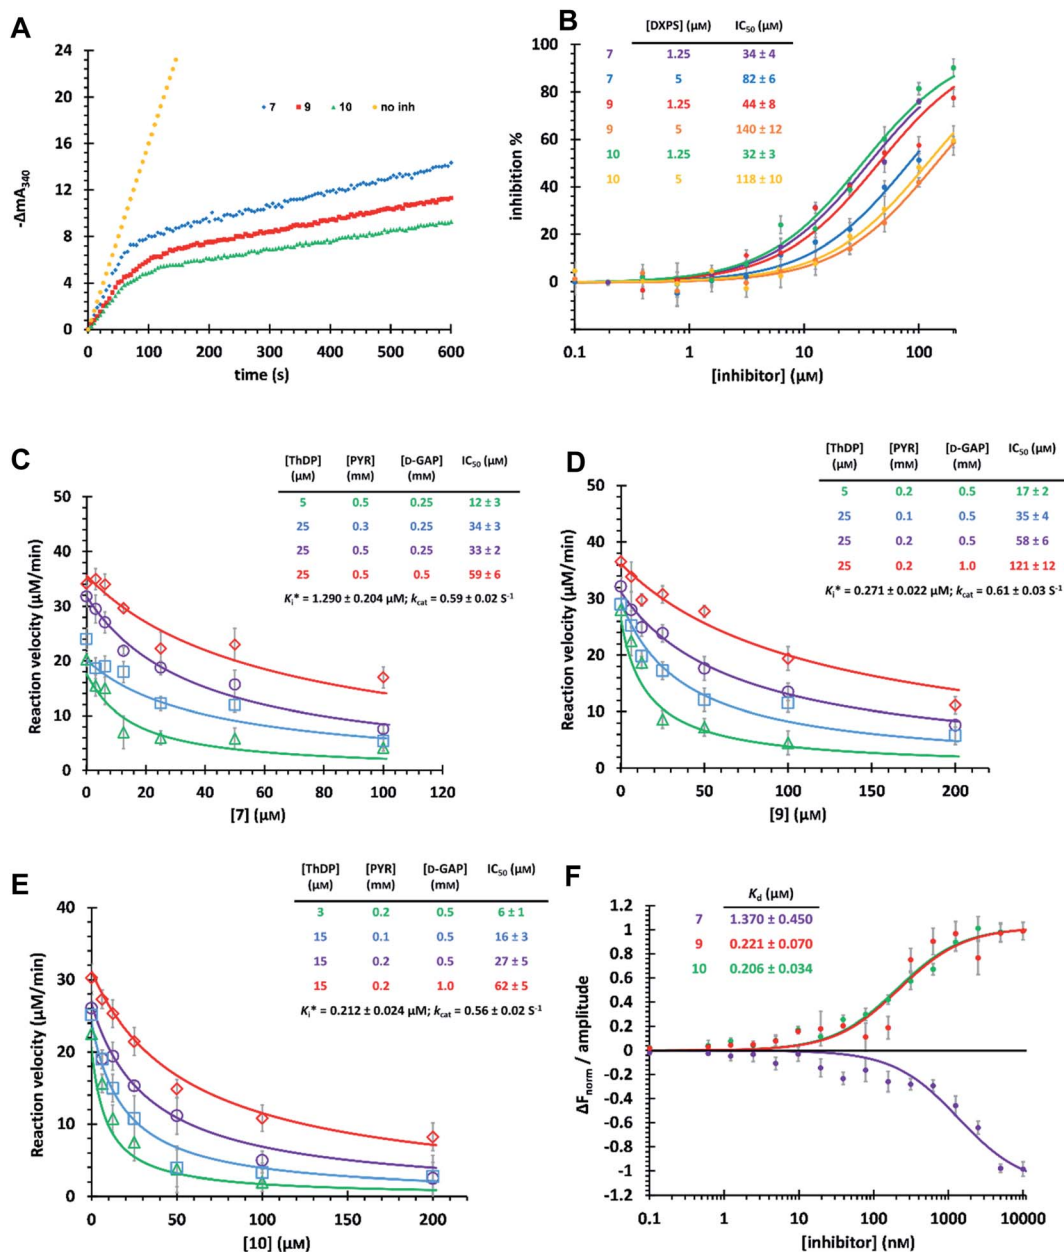 A
24
20
16
12
8
4
0
-ΔmA340
7 9 10 no inh
0 100 200 300 400 500 600
time (s)
B
[DXPS] (μM) IC50 (μM)
7 1.25 34 ± 4
7 5 82 ± 6
9 1.25 44 ± 8
9 5 140 ± 12
10 1.25 32 ± 3
10 5 118 ± 10
100
80
60
40
20
0
inhibition %
0.1 1 10 100
[inhibitor] (μM)
C
[ThDP] [PYR] [D-GAP] IC50 (μM)
(μM) (mM) (mM)
5 0.5 0.25 12 ± 3
25 0.3 0.25 34 ± 3
25 0.5 0.25 33 ± 2
25 0.5 0.5 59 ± 6
Ki* = 1.290 ± 0.204 μM; kcat = 0.59 ± 0.02 S-1
50
40
30
20
10
0
Reaction velocity (μM/min)
0 20 40 60 80 100 120
[7] (μM)
D
[ThDP] [PYR] [D-GAP] IC50 (μM)
(μM) (mM) (mM)
5 0.2 0.5 17 ± 2
25 0.1 0.5 35 ± 4
25 0.2 0.5 58 ± 6
25 0.2 1.0 121 ± 12
Ki* = 0.271 ± 0.022 μM; kcat = 0.61 ± 0.03 S-1
50
40
30
20
10
0
Reaction velocity (μM/min)
0 50 100 150 200
[9] (μM)
E
[ThDP] [PYR] [D-GAP] IC50 (μM)
(μM) (mM) (mM)
3 0.2 0.5 6 ± 1
15 0.1 0.5 16 ± 3
15 0.2 0.5 27 ± 5
15 0.2 1.0 62 ± 5
Ki* = 0.212 ± 0.024 μM; kcat = 0.56 ± 0.02 S-1
40
30
20
10
0
Reaction velocity (μM/min)
0 50 100 150 200
[10] (μM)
F
Kd (μM)
7 1.370 ± 0.450
9 0.221 ± 0.070
10 0.206 ± 0.034
1.2
1
0.8
0.6
0.4
0.2
0
-0.2
-0.4
-0.6
-0.8
-1
-1.2
ΔFnorm / amplitude
0.1 1 10 100 1000 10000
[inhibitor] (nM)